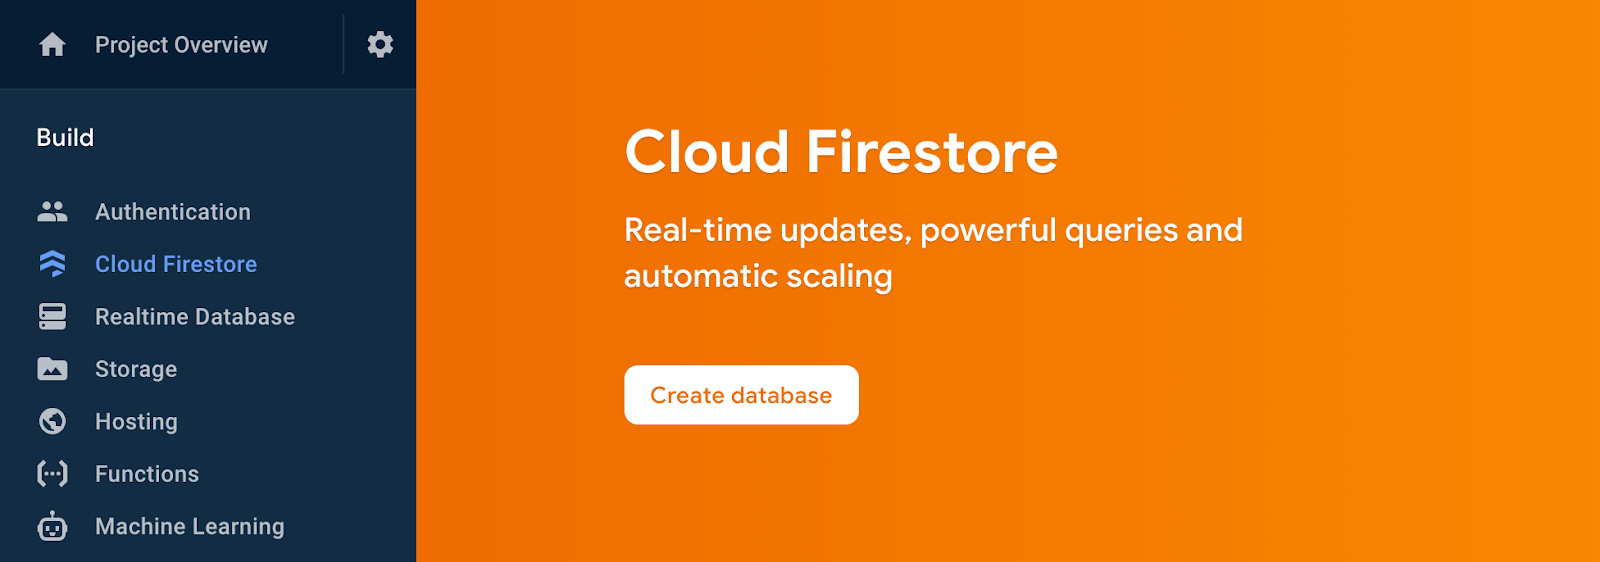 Project Overview
Build
Authentication
Cloud Firestore
Realtime Database
Storage
Hosting
Functions
Machine Learning
Cloud Firestore
Real-time updates, powerful queries and
automatic scaling
Create database